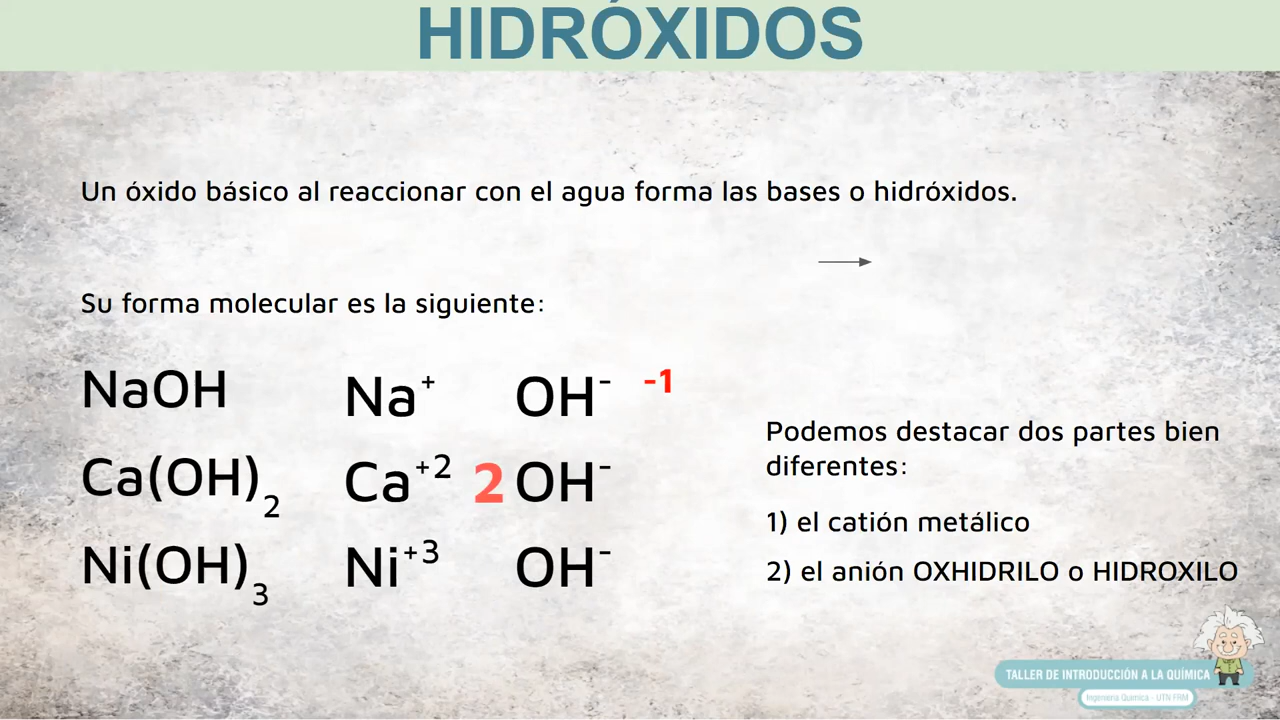 HIDRÓXIDOS
Un óxido básico al reaccionar con el agua forma las bases o hidróxidos.
Su forma molecular es la siguiente:
NaOH Na⁺ OH⁻ -1
Ca(OH)₂ Ca⁺² 2 OH⁻
Ni(OH)₃ Ni⁺³ OH⁻
Podemos destacar dos partes bien
diferentes:
1) el catión metálico
2) el anión OXHIDRILO o HIDROXILO
TALLER DE INTRODUCCIÓN A LA QUÍMICA
Ingeniería Química - UTN FRM